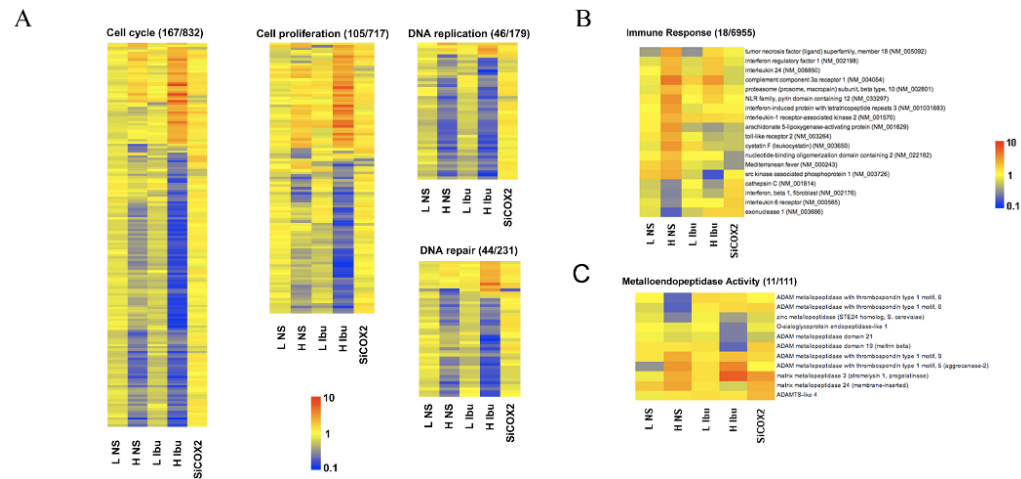 A
Cell cycle (167/832)
L NS
H NS
L Ibu
H Ibu
SiCOX2
Cell proliferation (105/717)
L NS
H NS
L Ibu
H Ibu
SiCOX2
10
1
0.1
DNA replication (46/179)
L NS
H NS
L Ibu
H Ibu
SiCOX2
DNA repair (44/231)
L NS
H NS
L Ibu
H Ibu
SiCOX2
B
Immune Response (18/6955)
tumor necrosis factor (ligand) superfamily, member 18 (NM_005092)
interferon regulatory factor 1 (NM_002198)
interleukin 24 (NM_006850)
complement component 3a receptor 1 (NM_004054)
proteasome (prosome, macropain) subunit, beta type, 10 (NM_002801)
NLR family, pyrin domain containing 12 (NM_033297)
interferon-induced protein with tetratricopeptide repeats 3 (NM_001031683)
interleukin-1 receptor-associated kinase 2 (NM_001570)
arachidonate 5-lipoxygenase-activating protein (NM_001629)
toll-like receptor 2 (NM_003264)
cystatin F (leukocystatin) (NM_003650)
nucleotide-binding oligomerization domain containing 2 (NM_022162)
Mediterranean fever (NM_000243)
src kinase associated phosphoprotein 1 (NM_003726)
cathepsin C (NM_001814)
interferon, beta 1, fibroblast (NM_002176)
interleukin 6 receptor (NM_000565)
exonuclease 1 (NM_003686)
L NS
H NS
L Ibu
H Ibu
SiCOX2
10
1
0.1
C
Metalloendopeptidase Activity (11/111)
ADAM metallopeptidase with thrombospondin type 1 motif, 6
ADAM metallopeptidase with thrombospondin type 1 motif, 6
zinc metallopeptidase (STE24 homolog, S. cerevisiae)
O-sialoglycoprotein endopeptidase-like 1
ADAM metallopeptidase domain 21
ADAM metallopeptidase domain 19 (meltrin beta)
ADAM metallopeptidase with thrombospondin type 1 motif, 9
ADAM metallopeptidase with thrombospondin type 1 motif, 5 (aggrecanase-2)
matrix metallopeptidase 3 (stromelysin 1, progelatinase)
matrix metallopeptidase 24 (membrane-inserted)
ADAMTS-like 4
L NS
H NS
L Ibu
H Ibu
SiCOX2